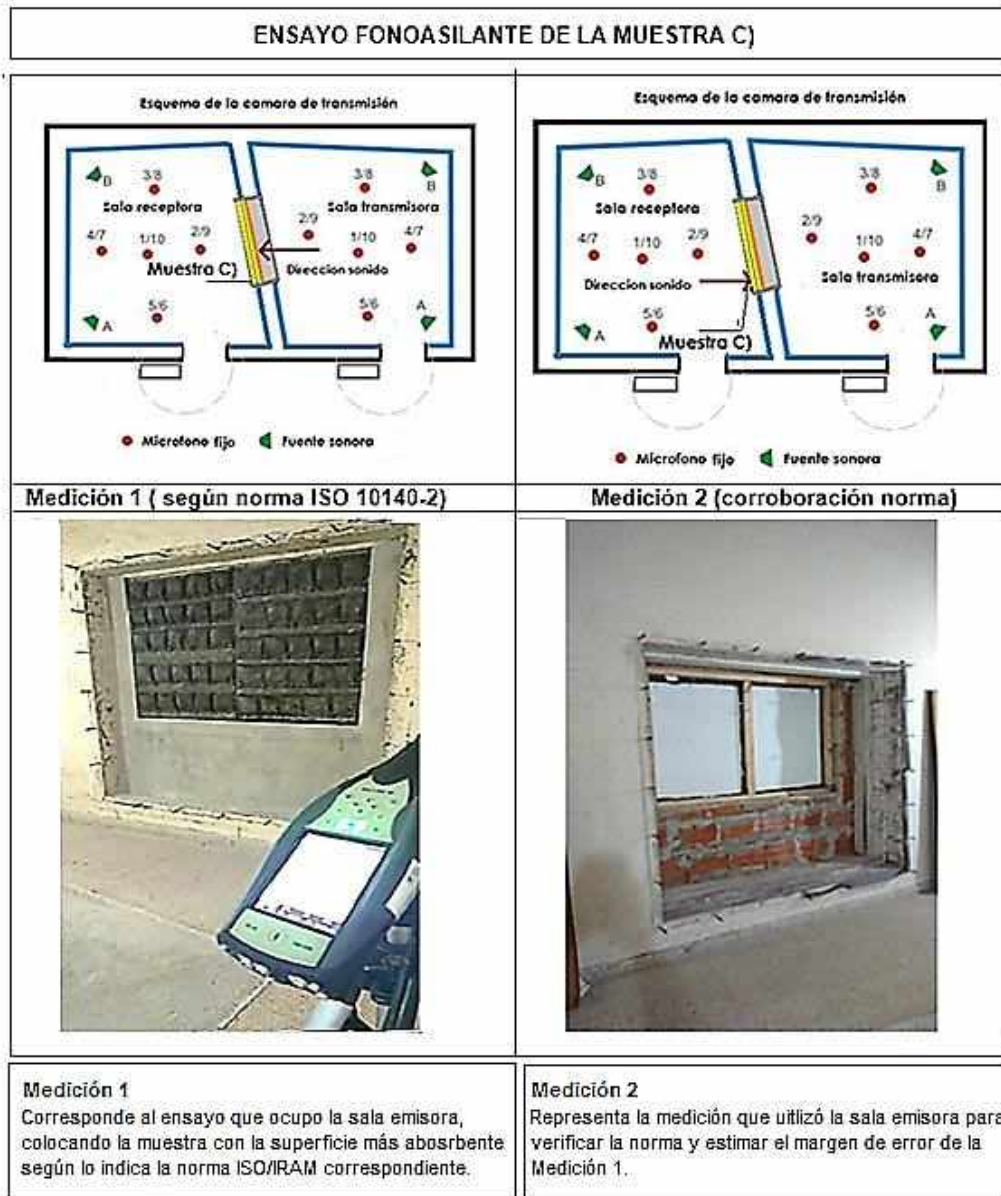 ENSAYO FONOASILANTE DE LA MUESTRA C)
Esquema de la camara de transmisión
B
3/8
3/8
B
Sala receptora
Sala transmisora
4/7
1/10
2/9
2/9
1/10
4/7
Muestra C)
Direccion sonido
5/6
A
5/6
A
Microfono fijo
Fuente sonora
Esquema de la camara de transmisión
B
3/8
3/8
B
Sala receptora
4/7
1/10
2/9
2/9
1/10
4/7
Direccion sonido
Sala transmisora
5/6
A
5/6
A
Muestra C)
Microfono fijo
Fuente sonora
Medición 1 ( según norma ISO 10140-2)
Medición 2 (corroboración norma)
Medición 1
Corresponde al ensayo que ocupo la sala emisora,
colocando la muestra con la superficie más abosrbente
según lo indica la norma ISO/IRAM correspondiente.
Medición 2
Representa la medición que uitlizó la sala emisora para
verificar la norma y estimar el margen de error de la
Medición 1.